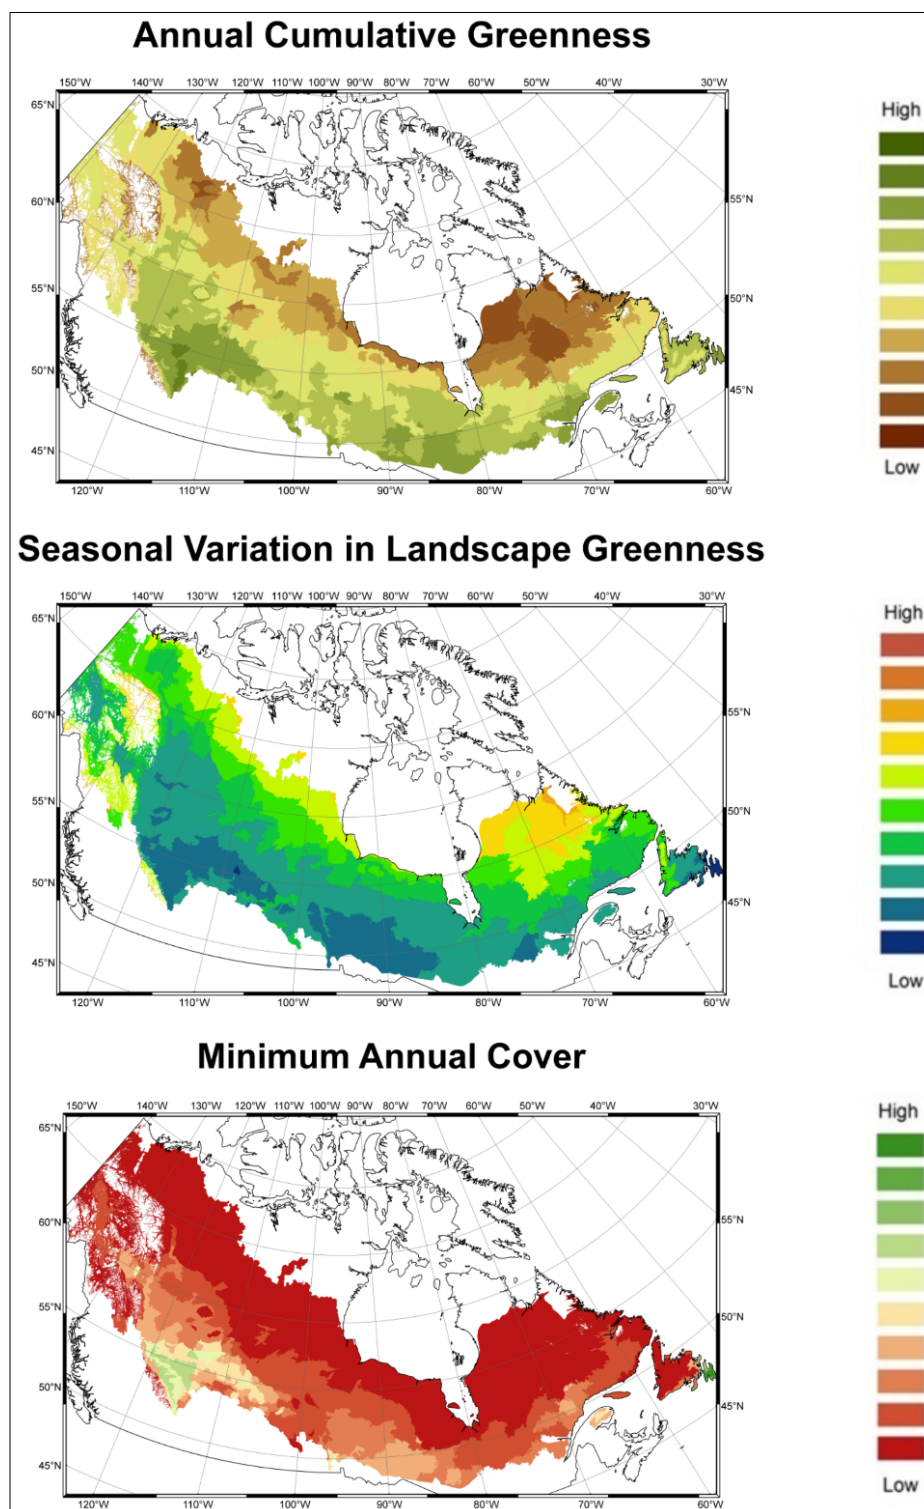 Annual Cumulative Greenness
150°W 140°W 130°W 120°W 110°W 100°W 90°W 80°W 70°W 60°W 50°W 40°W 30°W
65°N
High
60°N
55°N
55°N
50°N
50°N
45°N
45°N
Low
120°W 110°W 100°W 90°W 80°W 70°W 60°W
Seasonal Variation in Landscape Greenness
150°W 140°W 130°W 120°W 110°W 100°W 90°W 80°W 70°W 60°W 50°W 40°W 30°W
65°N
High
60°N
55°N
55°N
50°N
50°N
45°N
45°N
Low
120°W 110°W 100°W 90°W 80°W 70°W 60°W
Minimum Annual Cover
150°W 140°W 130°W 120°W 110°W 100°W 90°W 80°W 70°W 60°W 50°W 40°W 30°W
High
65°N
60°N
55°N
55°N
50°N
50°N
45°N
45°N
Low
120°W 110°W 100°W 90°W 80°W 70°W 60°W